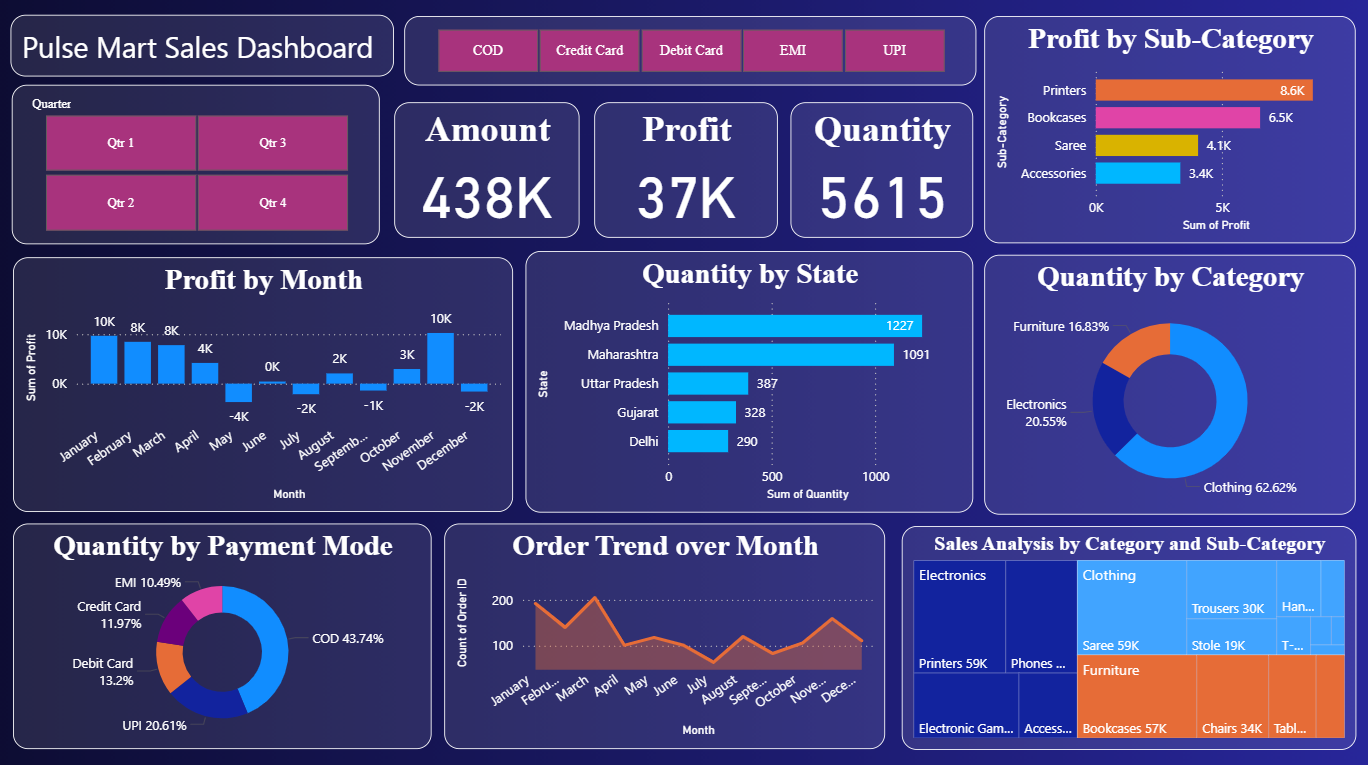 Pulse Mart Sales Dashboard
COD
Credit Card
Debit Card
EMI
UPI
Quarter
Qtr 1
Qtr 3
Qtr 2
Qtr 4
Amount
438K
Profit
37K
Quantity
5615
Profit by Sub-Category
Sub-Category
Printers
8.6K
Bookcases
6.5K
Saree
4.1K
Accessories
3.4K
0K
5K
Sum of Profit
Profit by Month
Sum of Profit
10K
0K
10K
8K
8K
4K
-4K
0K
-2K
2K
-1K
3K
10K
-2K
January
February
March
April
May
June
July
August
Septemb...
October
November
December
Month
Quantity by State
State
Madhya Pradesh
1227
Maharashtra
1091
Uttar Pradesh
387
Gujarat
328
Delhi
290
0
500
1000
Sum of Quantity
Quantity by Category
Furniture 16.83%
Electronics
20.55%
Clothing 62.62%
Quantity by Payment Mode
EMI 10.49%
Credit Card
11.97%
Debit Card
13.2%
UPI 20.61%
COD 43.74%
Order Trend over Month
Count of Order ID
200
100
January
Febru...
March
April
May
June
July
August
Septe...
October
Nove...
Dece...
Month
Sales Analysis by Category and Sub-Category
Electronics
Printers 59K
Phones ...
Electronic Gam...
Access...
Clothing
Saree 59K
Trousers 30K
Stole 19K
Han...
T-...
Furniture
Bookcases 57K
Chairs 34K
Tabl...